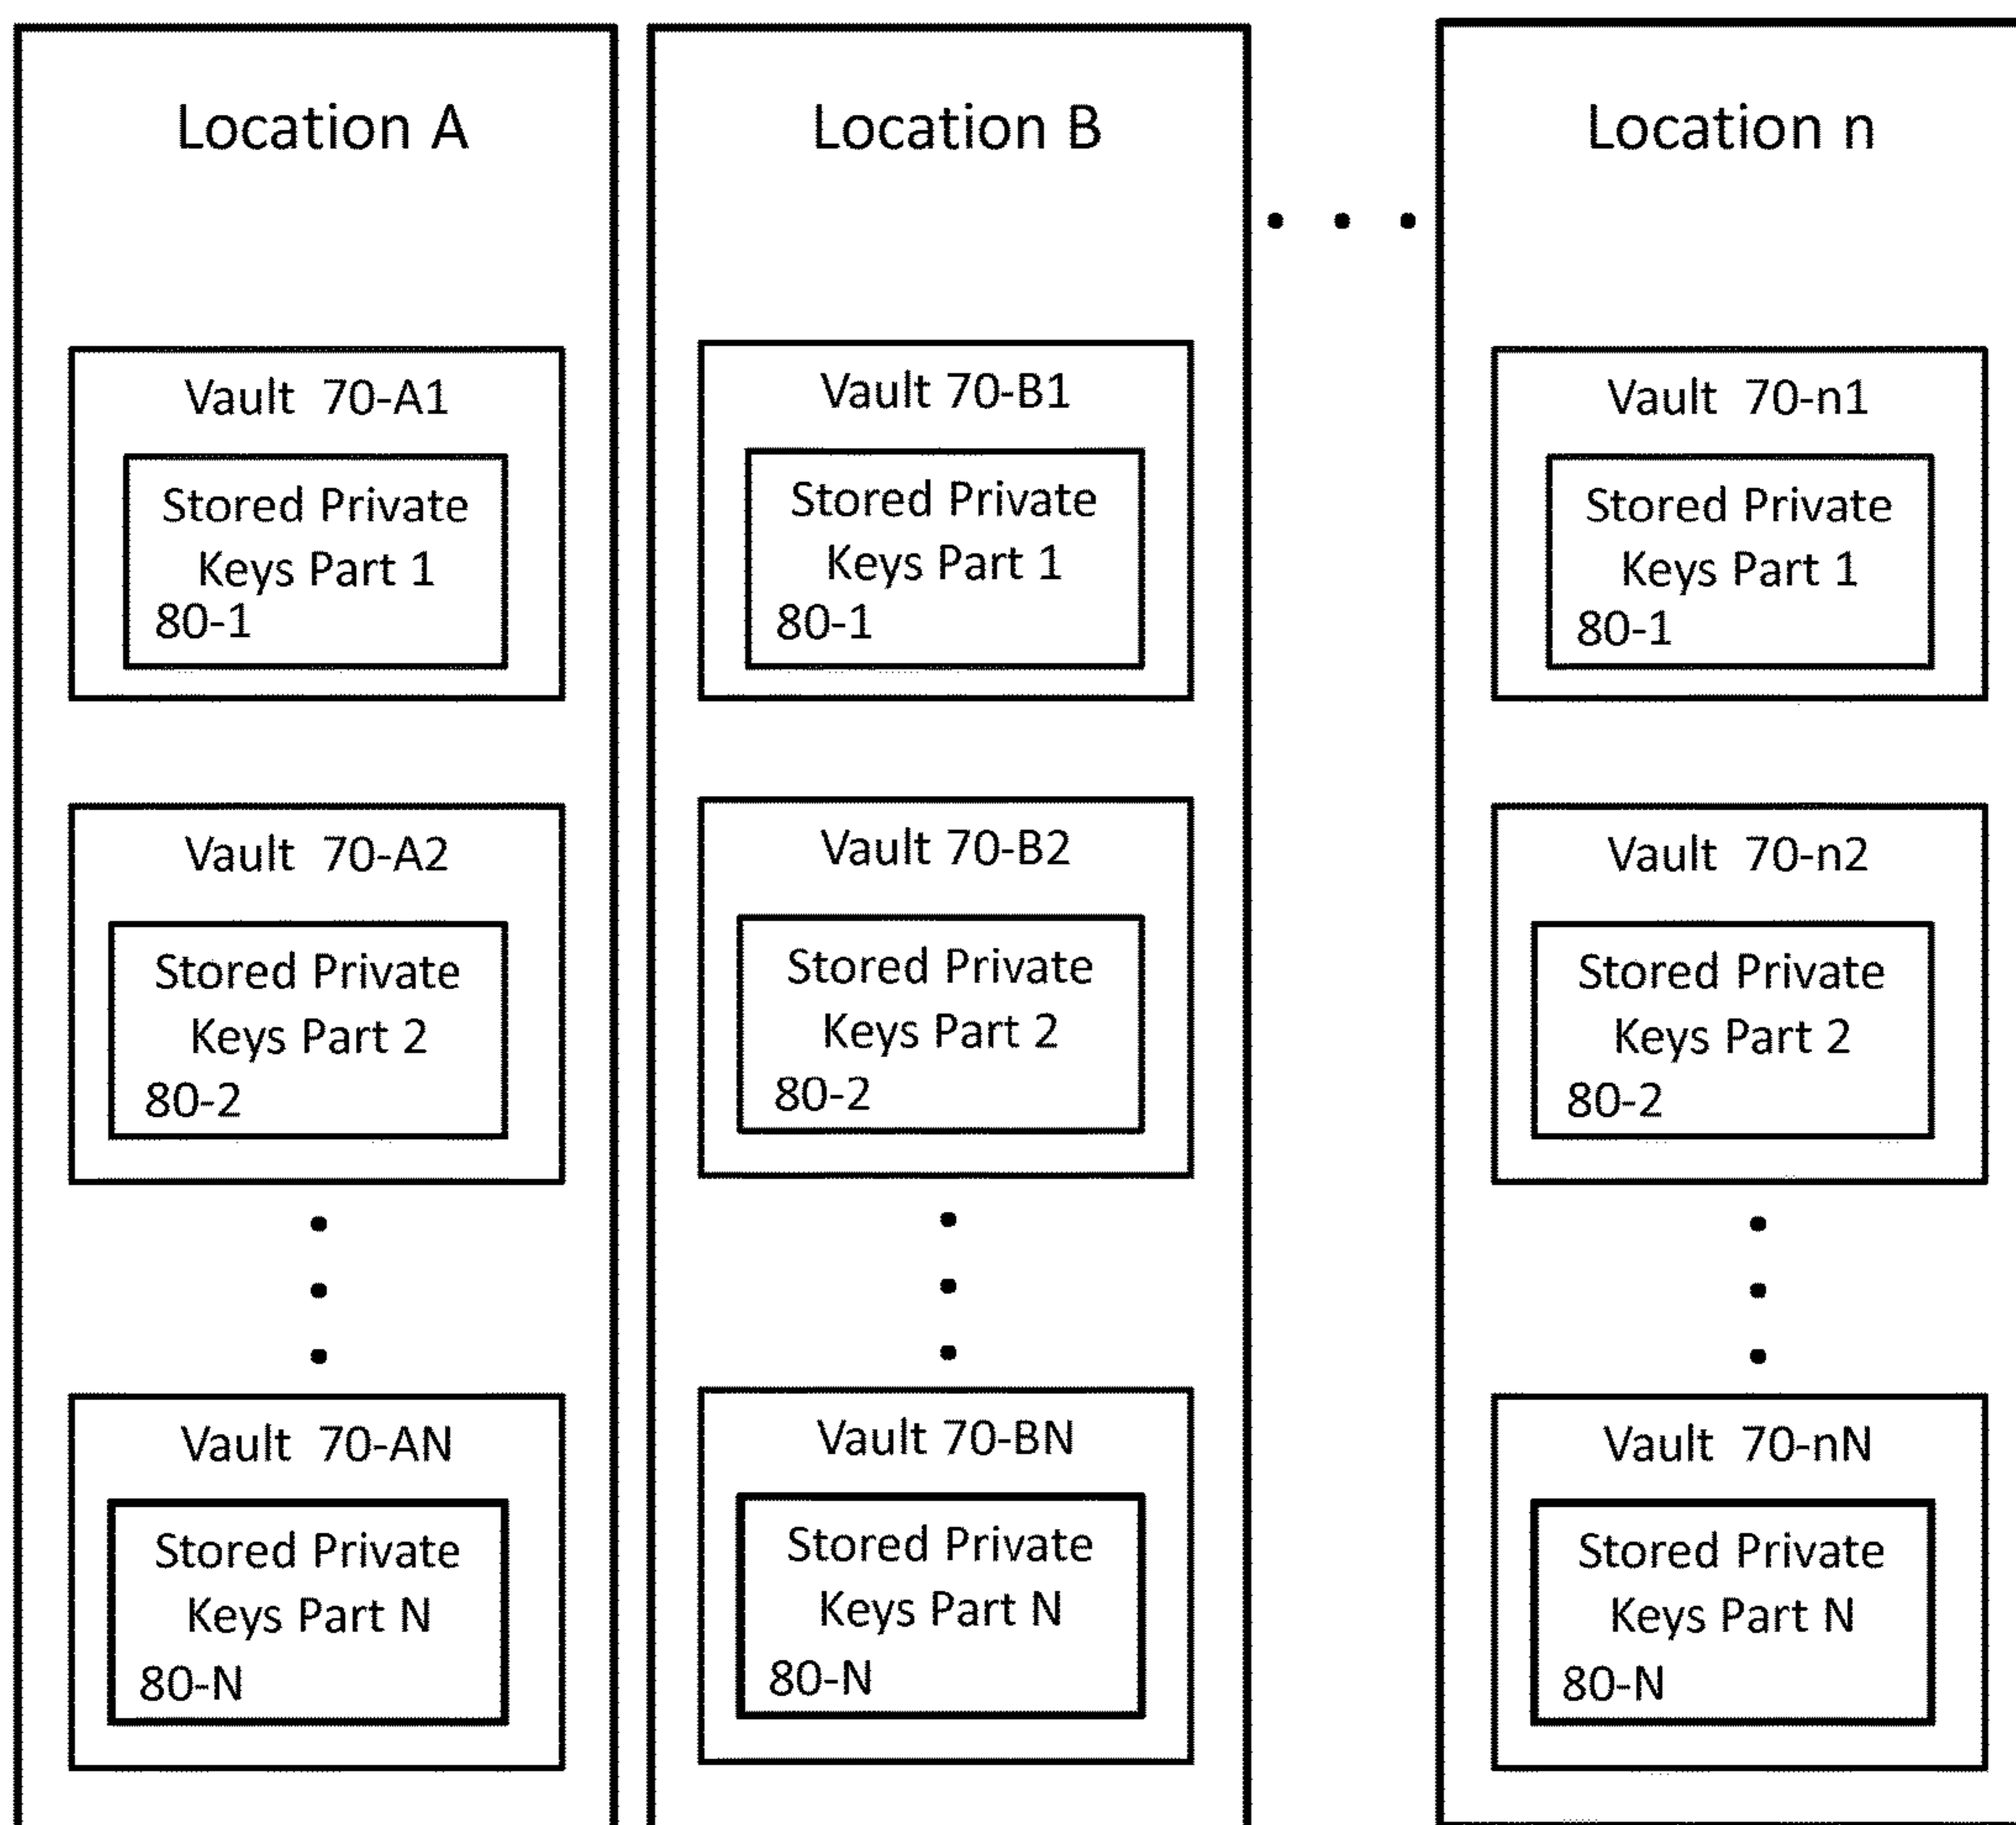 Location A
Vault 70-A1
Stored Private
Keys Part 1
80-1
Vault 70-A2
Stored Private
Keys Part 2
80-2
Vault 70-AN
Stored Private
Keys Part N
80-N
Location B
Vault 70-B1
Stored Private
Keys Part 1
80-1
Vault 70-B2
Stored Private
Keys Part 2
80-2
Vault 70-BN
Stored Private
Keys Part N
80-N
. . .
Location n
Vault 70-n1
Stored Private
Keys Part 1
80-1
Vault 70-n2
Stored Private
Keys Part 2
80-2
Vault 70-nN
Stored Private
Keys Part N
80-N